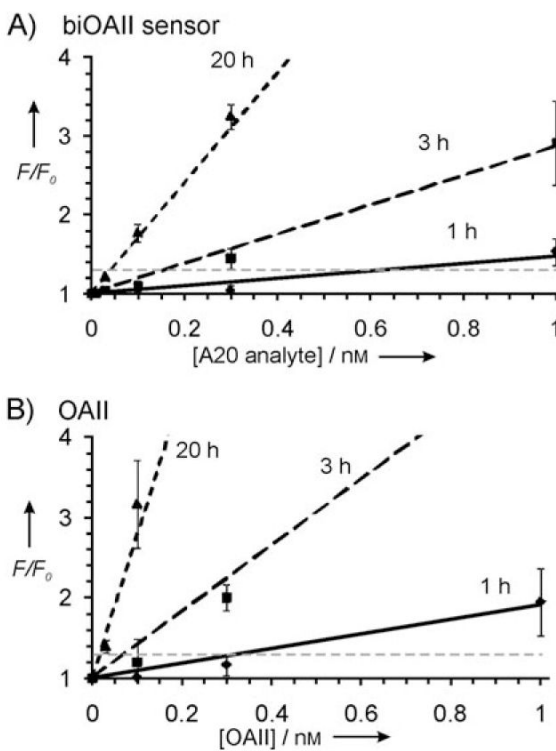 A) biOAII sensor
20 h
4
3 h
3
F/F₀
2
1 h
1
0 0.2 0.4 0.6 0.8 1
[A20 analyte] / nM
B) OAII
4
20 h
3 h
3
F/F₀
1 h
2
1
0 0.2 0.4 0.6 0.8 1
[OAII] / nM